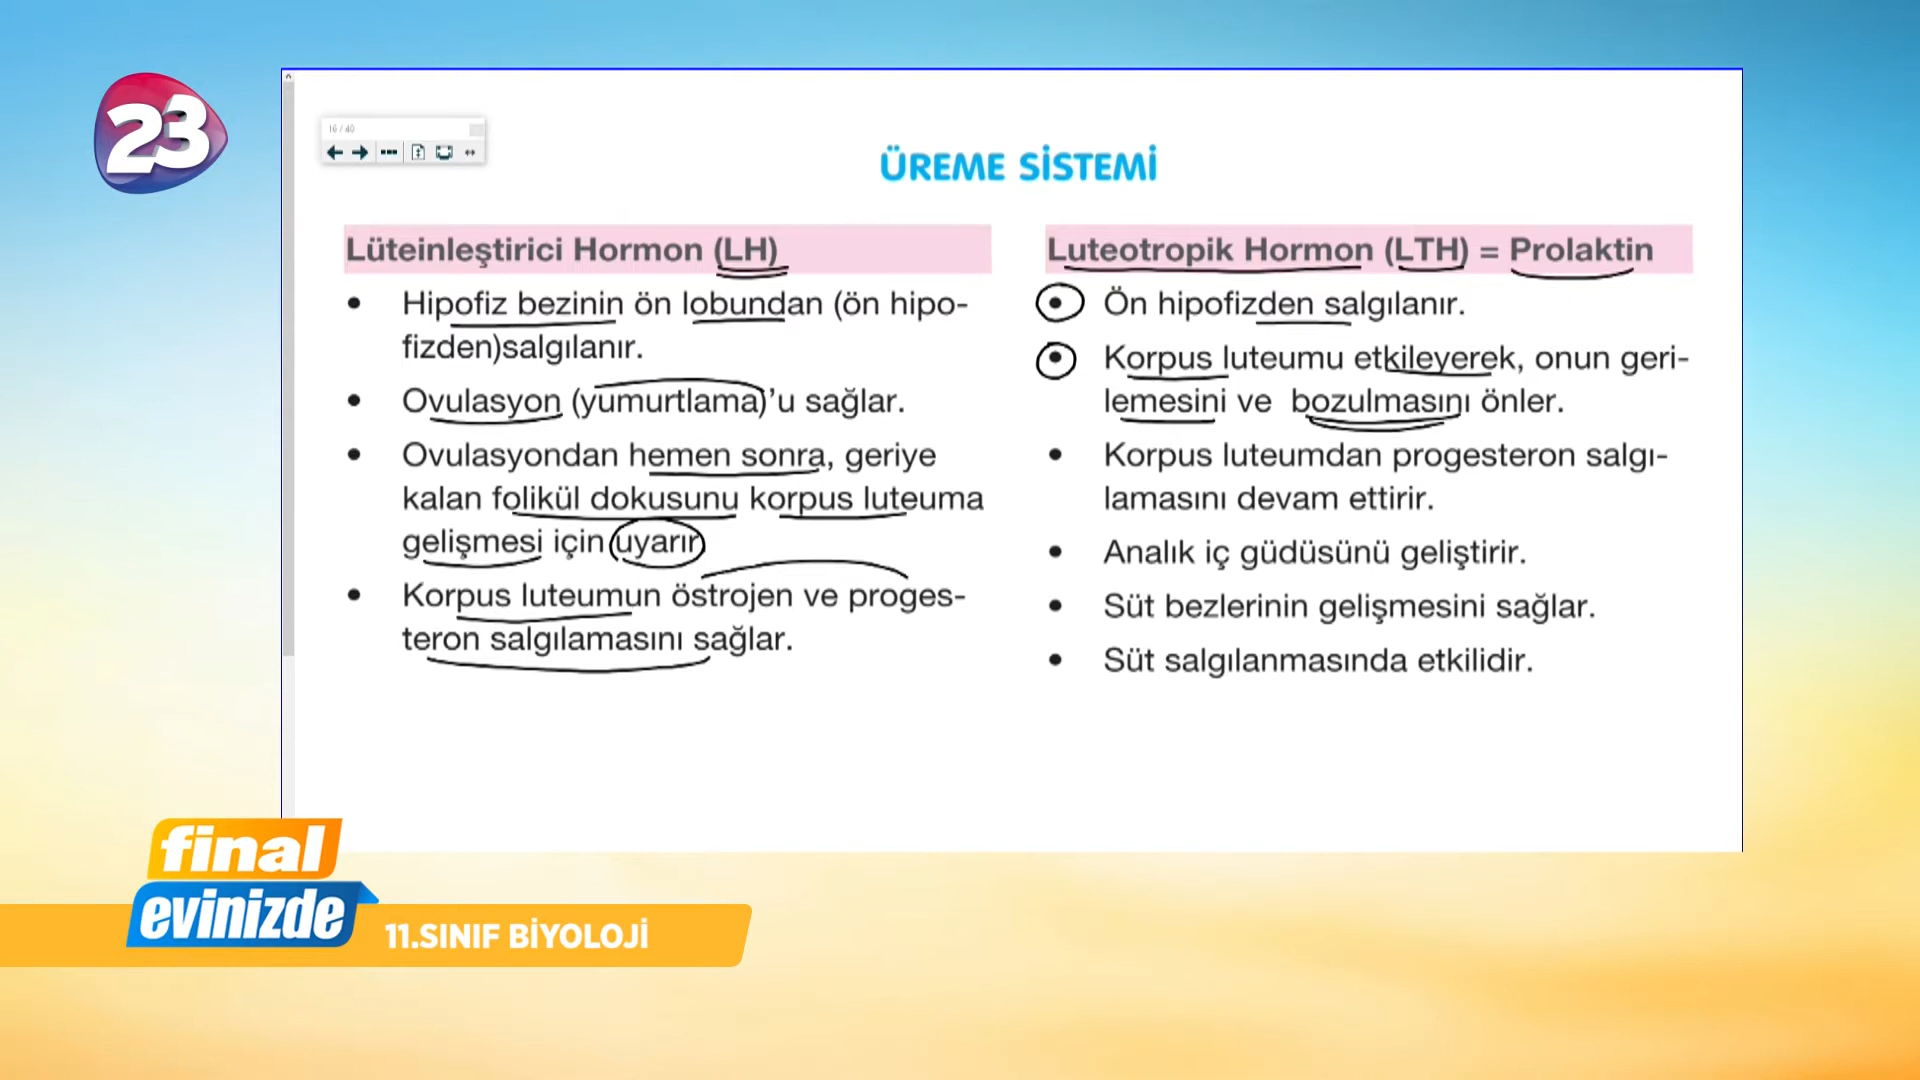 23
16 / 40
ÜREME SİSTEMİ
Lüteinleştirici Hormon (LH)
• Hipofiz bezinin ön lobundan (ön hipo-
fizden)salgılanır.
• Ovulasyon (yumurtlama)'u sağlar.
• Ovulasyondan hemen sonra, geriye
kalan folikül dokusunu korpus luteuma
gelişmesi için uyarır
• Korpus luteumun östrojen ve proges-
teron salgılamasını sağlar.
Luteotropik Hormon (LTH) = Prolaktin
• Ön hipofizden salgılanır.
• Korpus luteumu etkileyerek, onun geri-
lemesini ve bozulmasını önler.
• Korpus luteumdan progesteron salgı-
lamasını devam ettirir.
• Analık iç güdüsünü geliştirir.
• Süt bezlerinin gelişmesini sağlar.
• Süt salgılanmasında etkilidir.
final
evinizde
11.SINIF BİYOLOJİ